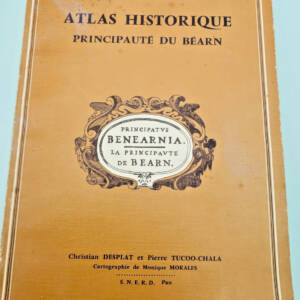 ATLAS HISTORIQUE
PRINCIPAUTÉ DU BÉARN
PRINCIPATVS
BENEARNIA.
LA PRINCIPAVTE
DE BEARN.
Christian DESPLAT et Pierre TUCOO-CHALA
Cartographie de Monique MORALES
S.N.E.R.D. Pau